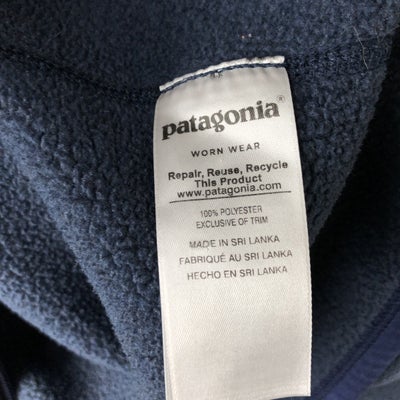 patagonia®
WORN WEAR
Repair, Reuse, Recycle
This Product
www.patagonia.com
100% POLYESTER
EXCLUSIVE OF TRIM
MADE IN SRI LANKA
FABRIQUÉ AU SRI LANKA
HECHO EN SRI LANKA